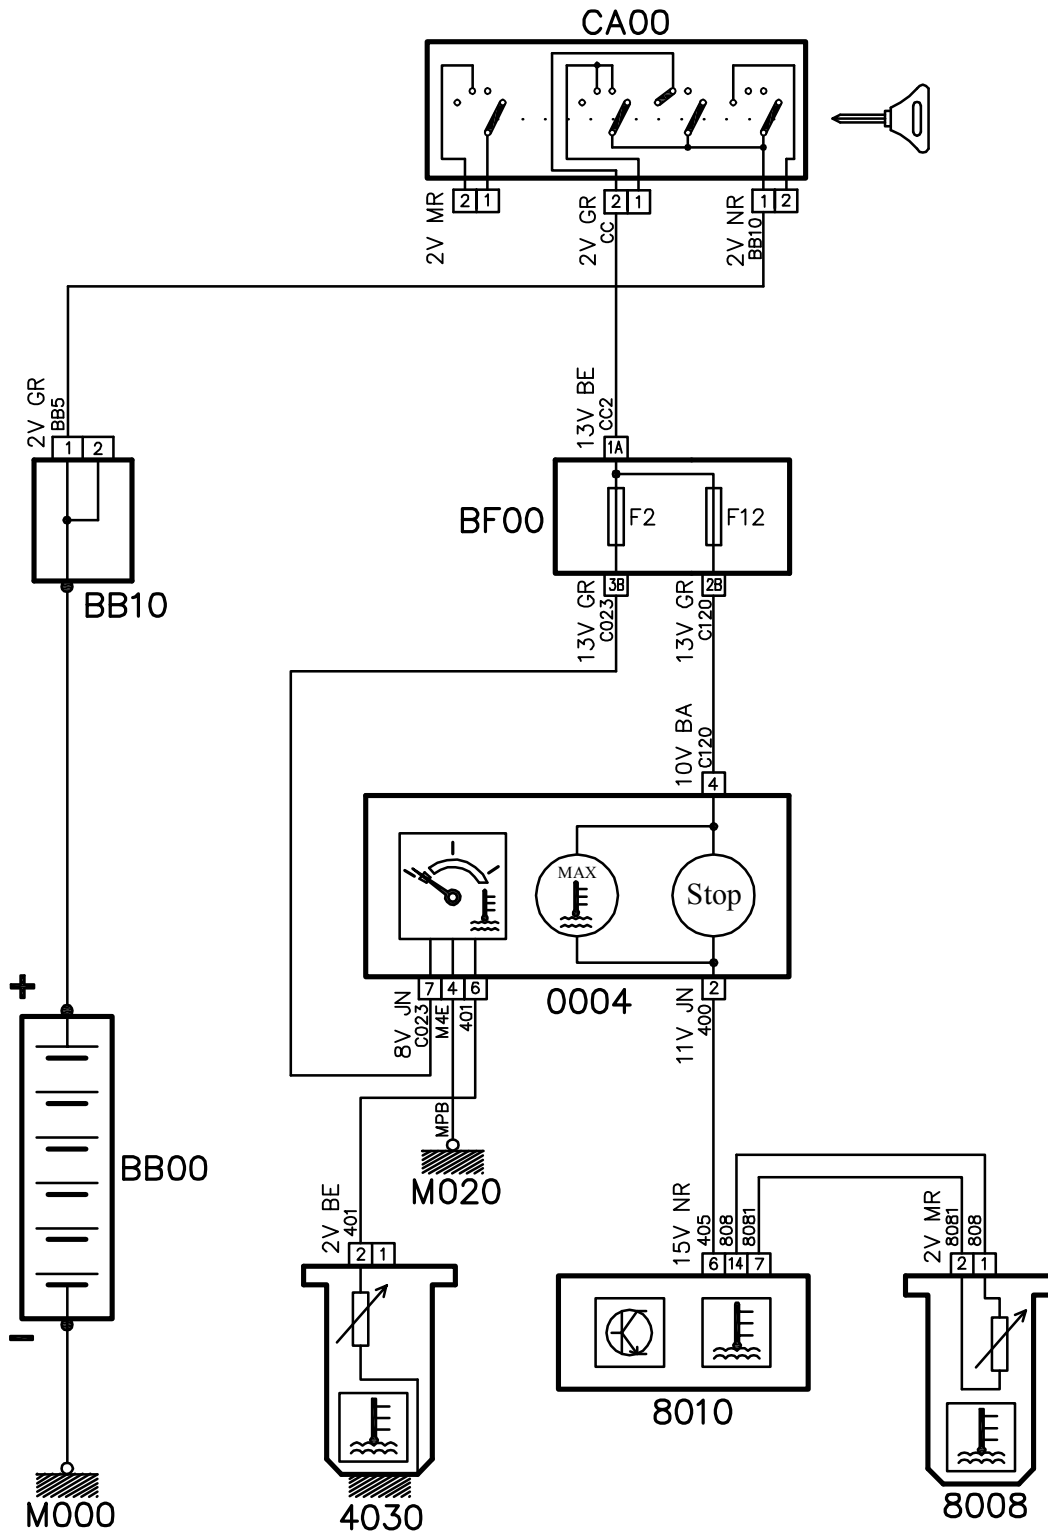 CA00
2 1
2 1
1 2
2V MR
2V GR
CC
2V NR
BB10
2V GR
BB5
1 2
BB10
13V BE
CC2
1A
BF00
F2
F12
3B
2B
13V GR
C023
13V GR
C120
10V BA
C120
4
MAX
Stop
7 4 6
2
0004
8V JN
C023
M4E
401
11V JN
400
+
BB00
-
M000
MPB
M020
2V BE
401
2 1
4030
15V NR
405
808
8081
6 14 7
8010
2V MR
8081
808
2 1
8008